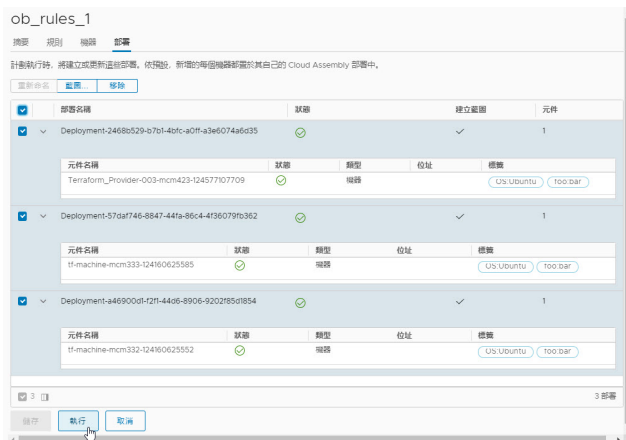 ob_rules_1
摘要 規則 機器 部署
計劃執行時，將建立或更新這些部署。依預設，新增的每個機器都置於其自己的 Cloud Assembly 部署中。
重新命名 藍圖... 移除
部署名稱 狀態 建立藍圖 元件
Deployment-2468b529-b7b1-4bfc-a0ff-a3e6074a6d35 1
元件名稱 狀態 類型 位址 標籤
Terraform_Provider-003-mcm423-124577107709 機器 OS:Ubuntu foo:bar
Deployment-57daf746-8847-44fa-86c4-4f36079fb362 1
元件名稱 狀態 類型 位址 標籤
tf-machine-mcm333-124160625585 機器 OS:Ubuntu foo:bar
Deployment-a46900d1-f2f1-44d6-8906-9202f85d1854 1
元件名稱 狀態 類型 位址 標籤
tf-machine-mcm332-124160625552 機器 OS:Ubuntu foo:bar
3 3 部署
儲存 執行 取消